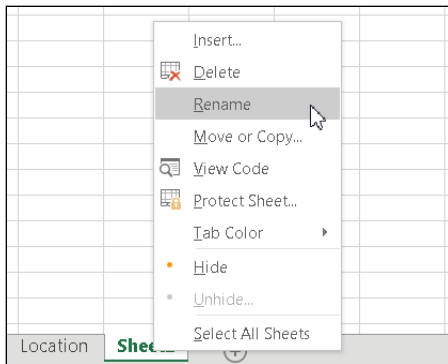 Insert...
Delete
Rename
Move or Copy...
View Code
Protect Sheet...
Tab Color
Hide
Unhide...
Select All Sheets
Location